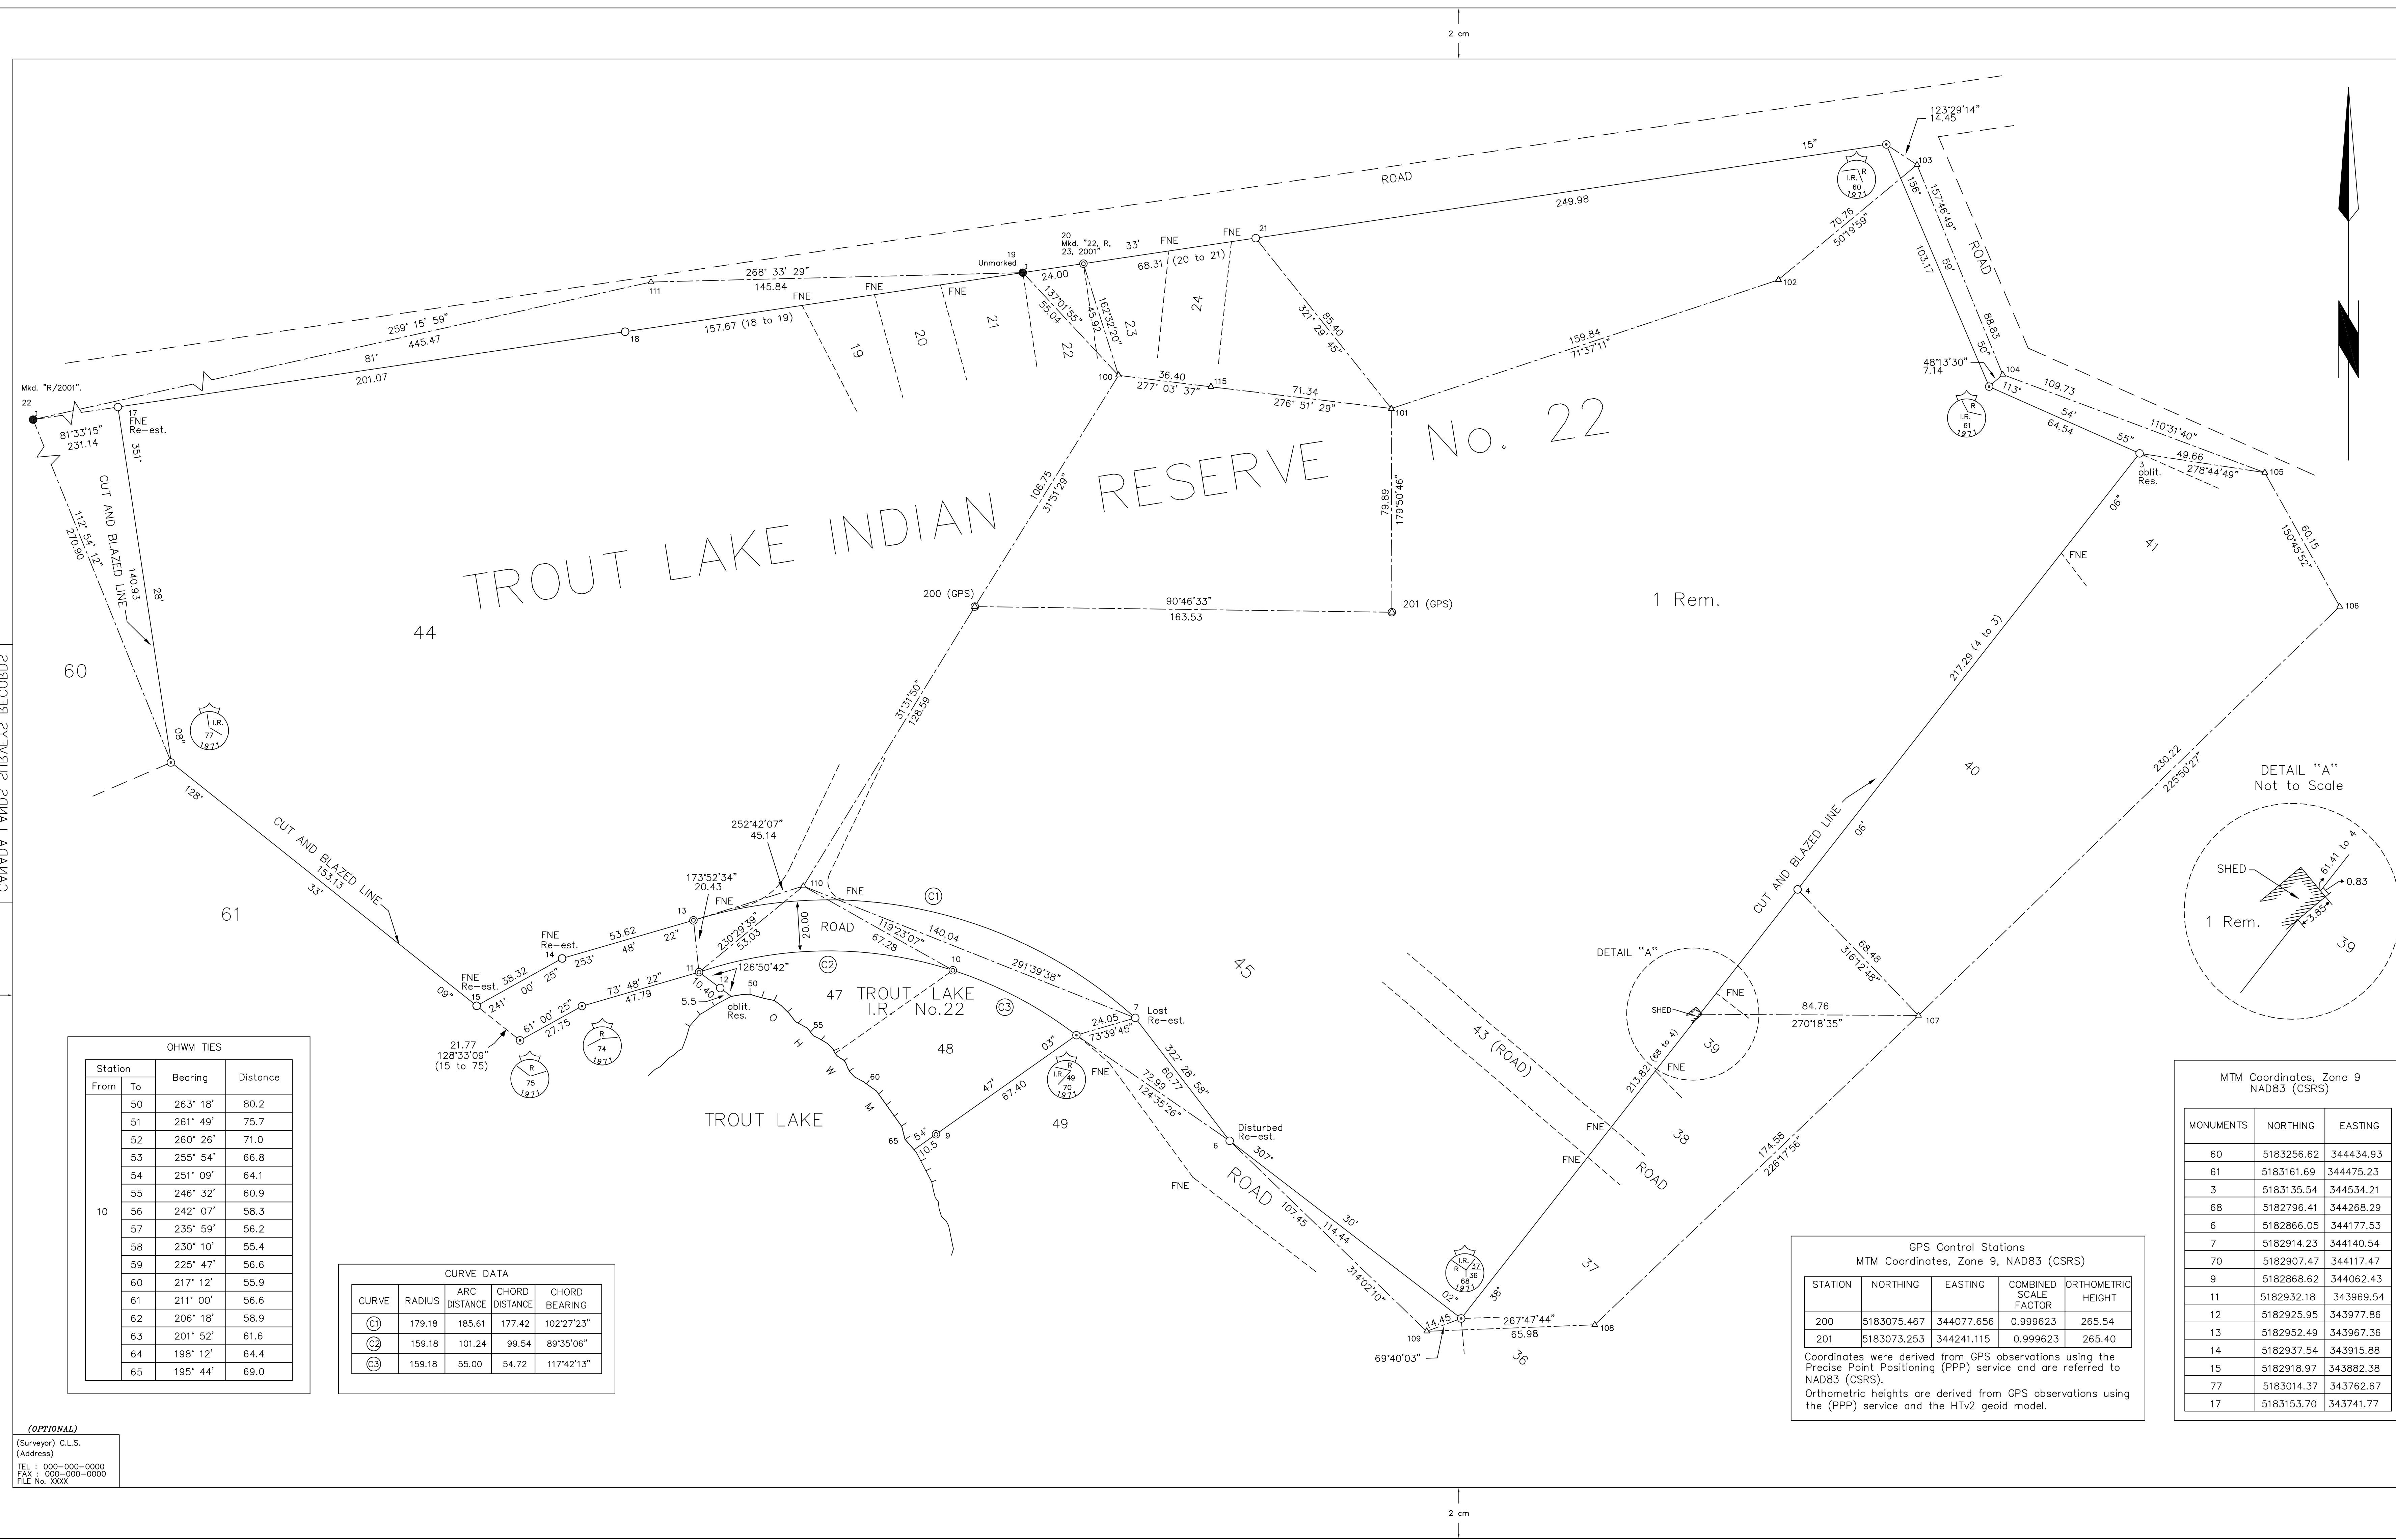 2 cm
123°29'14"
14.45
15"
I.R. R
60
1971
103
ROAD
249.98
156°
157°46'49"
70.76
50°19'59"
ROAD
103.17
59'
88.83
50"
102
21
FNE
20
Mkd. "22, R,
23, 2001"
33'
FNE
68.31 (20 to 21)
19
Unmarked
24.00
268° 33' 29"
145.84
111
FNE
FNE
FNE
157.67 (18 to 19)
18
259° 15' 59"
445.47
81°
201.07
19
20
21
22
23
24
137°01'55"
55.04
162°32'20"
45.92
100
36.40
277° 03' 37"
115
71.34
276° 51' 29"
101
85.40
321° 29' 45"
159.84
71°37'11"
48°13'30"
7.14
104
109.73
110°31'40"
113°
54'
64.54
55"
R
I.R.
61
1971
49.66
278°44'49"
105
3
oblit.
Res.
60.15
150°45'52"
106
Mkd. "R/2001".
22
17
FNE
Re-est.
81°33'15"
231.14
351°
CUT AND BLAZED LINE
140.93
28'
08"
112° 54' 12"
270.90
TROUT LAKE INDIAN RESERVE No. 22
106.75
31°51'29"
79.89
179°50'46"
200 (GPS)
90°46'33"
163.53
201 (GPS)
1 Rem.
06"
FNE
41
217.29 (4 to 3)
44
60
CANADA LANDS SURVEYS RECORDS
I.R.
77
1971
31°31'50"
128.59
128°
CUT AND BLAZED LINE
153.13
33'
09"
61
252°42'07"
45.14
173°52'34"
20.43
110
FNE
FNE
C1
13
20.00
ROAD
53.62
253° 48' 22"
FNE
Re-est.
14
230°29'39"
53.03
119°23'07"
67.28
140.04
291°39'38"
38.32
241° 00' 25"
FNE
Re-est.
15
11
12
126°50'42"
10.40
5.5
oblit.
Res.
C2
10
C3
73° 48' 22"
47.79
61° 00' 25"
27.75
R
74
1971
R
75
1971
21.77
128°33'09"
(15 to 75)
50
55
60
65
O H W M
47
TROUT LAKE
I.R. No.22
48
TROUT LAKE
45
7
Lost
Re-est.
24.05
73°39'45"
03"
47'
67.40
54°
10.5
9
R
I.R. 49
70
1971
FNE
49
322° 28' 58"
60.77
72.99
124°35'26"
6
Disturbed
Re-est.
307°
30'
02"
ROAD
FNE
107.45
114.44
314°02'10"
43 (ROAD)
FNE
FNE
ROAD
40
230.22
225°50'27"
CUT AND BLAZED LINE
06'
4
68.48
316°12'48"
DETAIL "A"
SHED
FNE
84.76
270°18'35"
107
39
213.82 (68 to 4)
FNE
38
174.58
226°17'56"
37
36
38°
I.R.
R 37
36
68
1971
14.45
267°47'44"
65.98
108
109
69°40'03"
DETAIL "A"
Not to Scale
SHED
61.41 to 4
0.83
3.85
1 Rem.
39
OHWM TIES
Station Bearing Distance
From To
10
50 263° 18' 80.2
51 261° 49' 75.7
52 260° 26' 71.0
53 255° 54' 66.8
54 251° 09' 64.1
55 246° 32' 60.9
56 242° 07' 58.3
57 235° 59' 56.2
58 230° 10' 55.4
59 225° 47' 56.6
60 217° 12' 55.9
61 211° 00' 56.6
62 206° 18' 58.9
63 201° 52' 61.6
64 198° 12' 64.4
65 195° 44' 69.0
CURVE DATA
CURVE RADIUS ARC DISTANCE CHORD DISTANCE CHORD BEARING
C1 179.18 185.61 177.42 102°27'23"
C2 159.18 101.24 99.54 89°35'06"
C3 159.18 55.00 54.72 117°42'13"
GPS Control Stations
MTM Coordinates, Zone 9, NAD83 (CSRS)
STATION NORTHING EASTING COMBINED SCALE FACTOR ORTHOMETRIC HEIGHT
200 5183075.467 344077.656 0.999623 265.54
201 5183073.253 344241.115 0.999623 265.40
Coordinates were derived from GPS observations using the
Precise Point Positioning (PPP) service and are referred to
NAD83 (CSRS).
Orthometric heights are derived from GPS observations using
the (PPP) service and the HTv2 geoid model.
MTM Coordinates, Zone 9
NAD83 (CSRS)
MONUMENTS NORTHING EASTING
60 5183256.62 344434.93
61 5183161.69 344475.23
3 5183135.54 344534.21
68 5182796.41 344268.29
6 5182866.05 344177.53
7 5182914.23 344140.54
70 5182907.47 344117.47
9 5182868.62 344062.43
11 5182932.18 343969.54
12 5182925.95 343977.86
13 5182952.49 343967.36
14 5182937.54 343915.88
15 5182918.97 343882.38
77 5183014.37 343762.67
17 5183153.70 343741.77
(OPTIONAL)
(Surveyor) C.L.S.
(Address)
TEL : 000-000-0000
FAX : 000-000-0000
FILE No. XXXX
2 cm